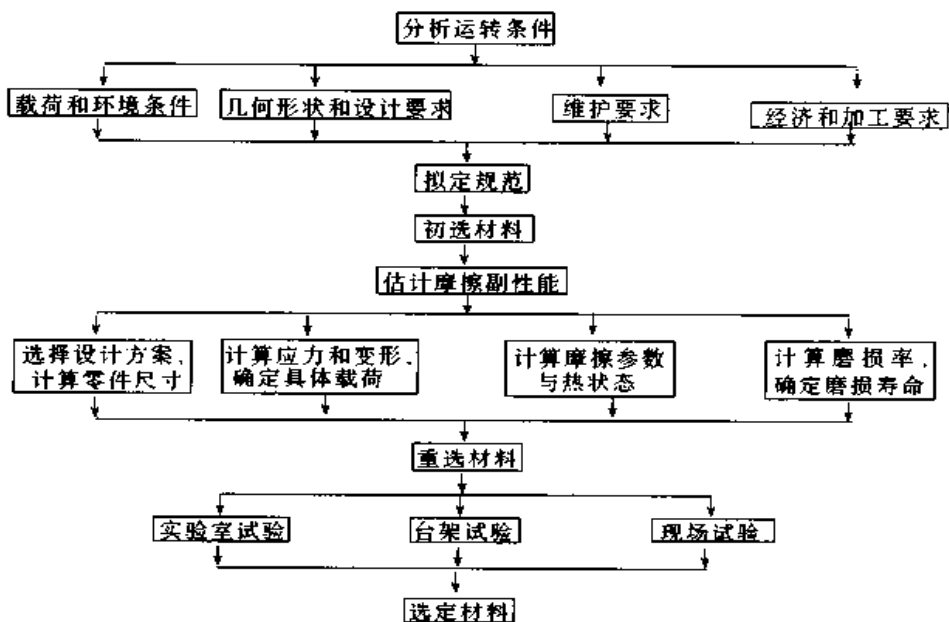 分析运转条件
载荷和环境条件
几何形状和设计要求
维护要求
经济和加工要求
拟定规范
初选材料
估计摩擦副性能
选择设计方案、
计算零件尺寸
计算应力和变形、
确定具体载荷
计算摩擦参数
与热状态
计算磨损率，
确定磨损寿命
重选材料
实验室试验
台架试验
现场试验
选定材料